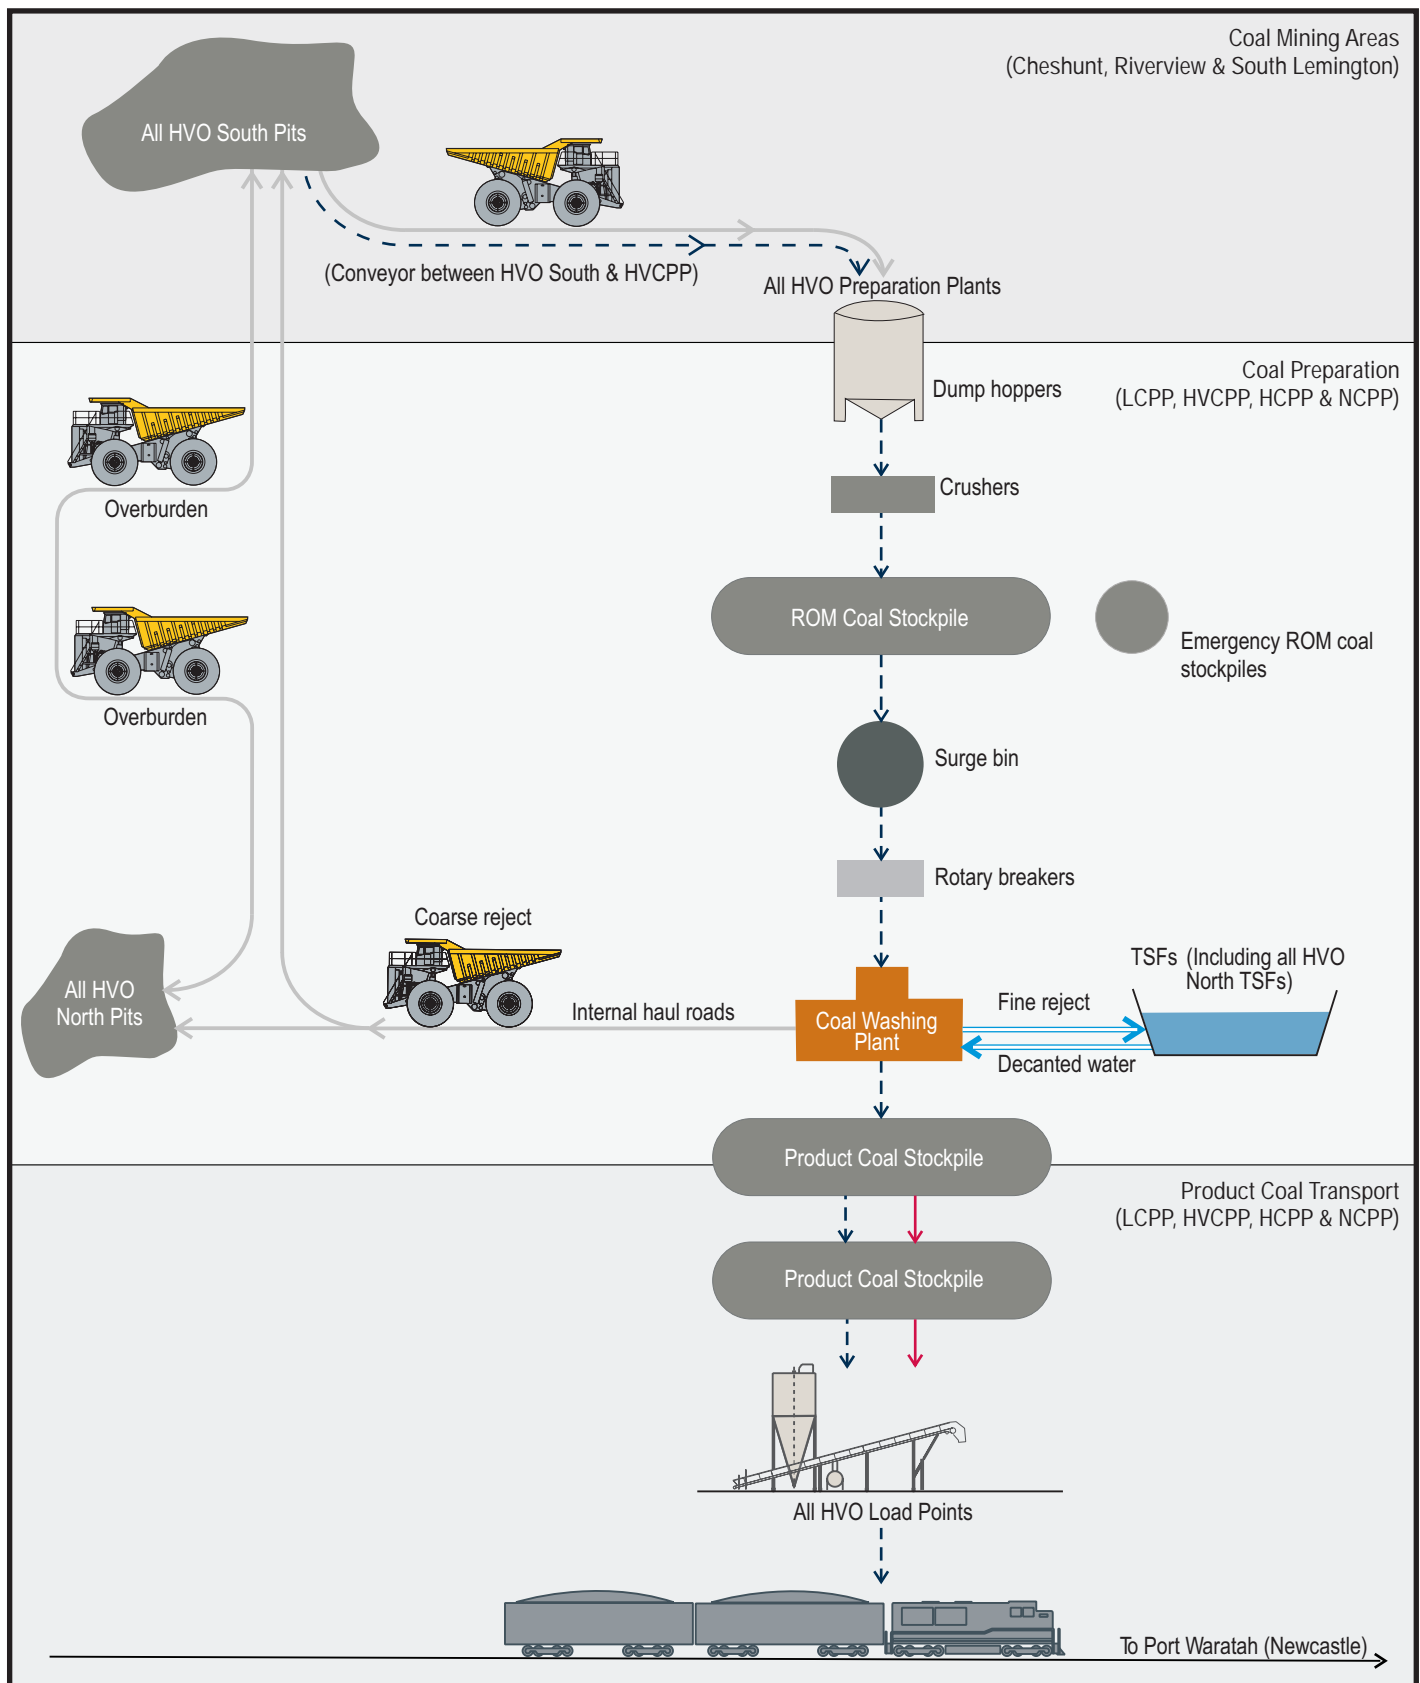 Coal Mining Areas
(Cheshunt, Riverview & South Lemington)
All HVO South Pits
(Conveyor between HVO South & HVCPP)
All HVO Preparation Plants
Coal Preparation
(LCPP, HVCPP, HCPP & NCPP)
Dump hoppers
Crushers
Overburden
ROM Coal Stockpile
Emergency ROM coal
stockpiles
Overburden
Surge bin
Rotary breakers
Coarse reject
TSFs (Including all HVO
North TSFs)
All HVO
North Pits
Internal haul roads
Coal Washing
Plant
Fine reject
Decanted water
Product Coal Stockpile
Product Coal Transport
(LCPP, HVCPP, HCPP & NCPP)
Product Coal Stockpile
All HVO Load Points
To Port Waratah (Newcastle)